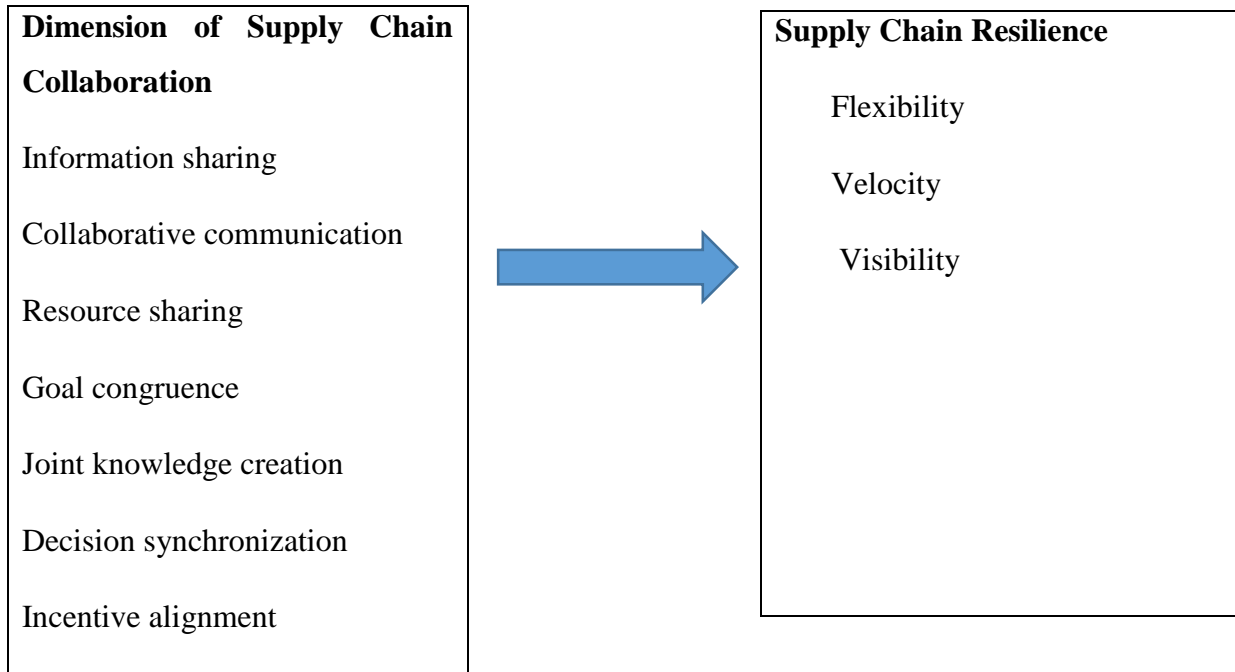 Dimension of Supply Chain
Collaboration
Information sharing
Collaborative communication
Resource sharing
Goal congruence
Joint knowledge creation
Decision synchronization
Incentive alignment
Supply Chain Resilience
Flexibility
Velocity
Visibility